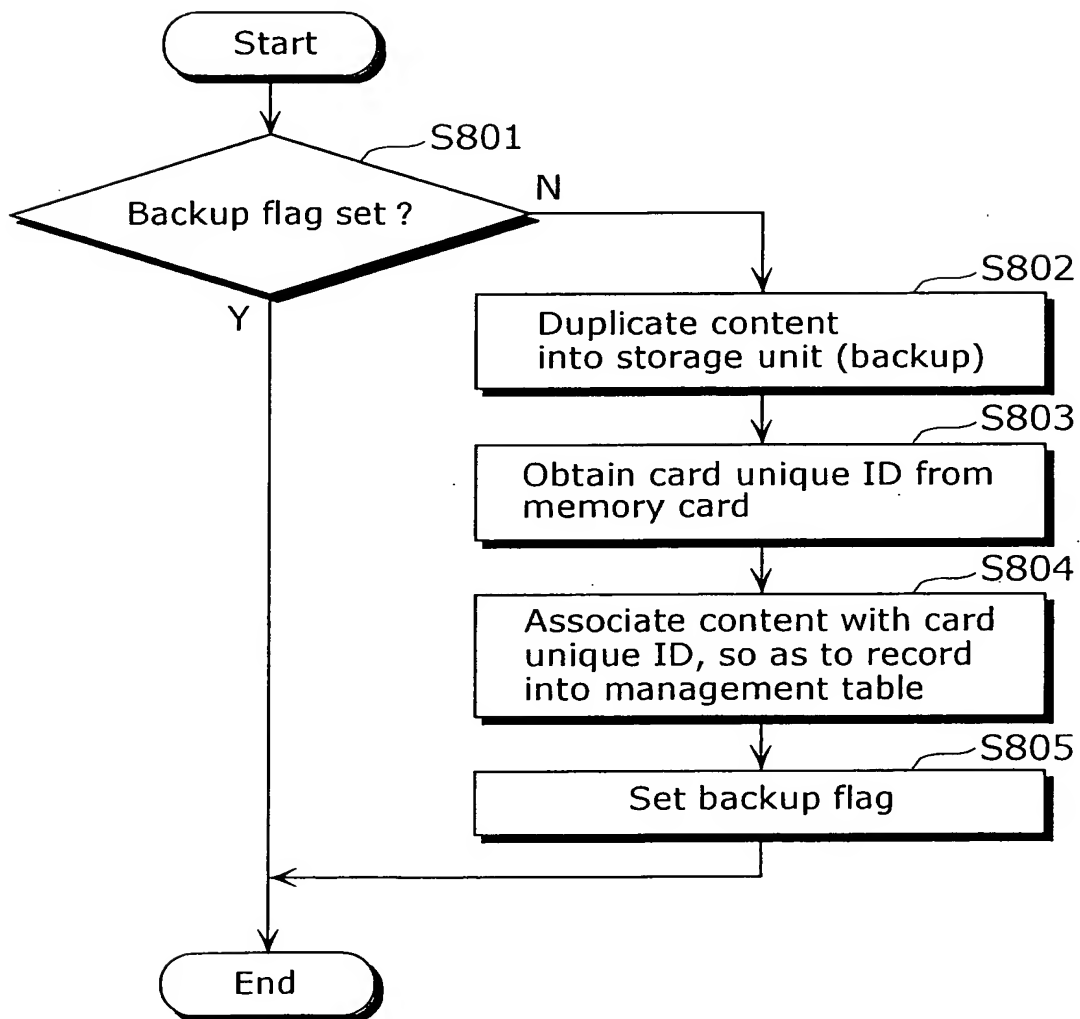 Start
S801
Backup flag set ?
N
Y
S802
Duplicate content
into storage unit (backup)
S803
Obtain card unique ID from
memory card
S804
Associate content with card
unique ID, so as to record
into management table
S805
Set backup flag
End